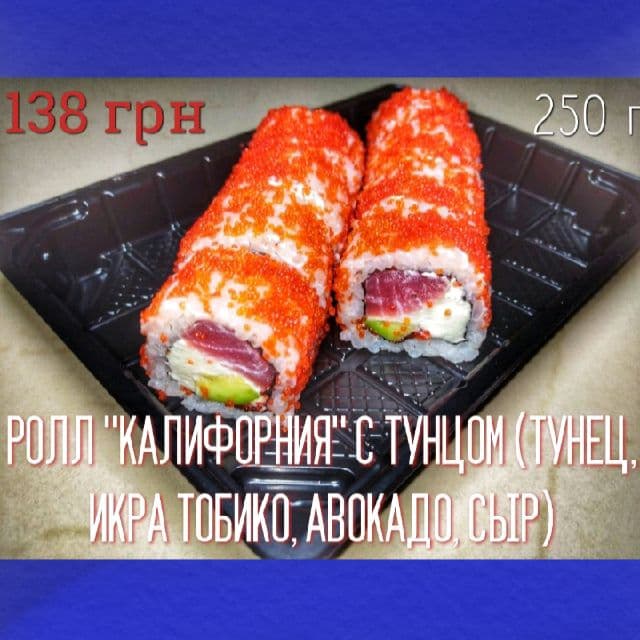 138 грн
250 г
РОЛЛ "КАЛИФОРНИЯ" С ТУНЦОМ (ТУНЕЦ,
ИКРА ТОБИКО, АВОКАДО, СЫР)